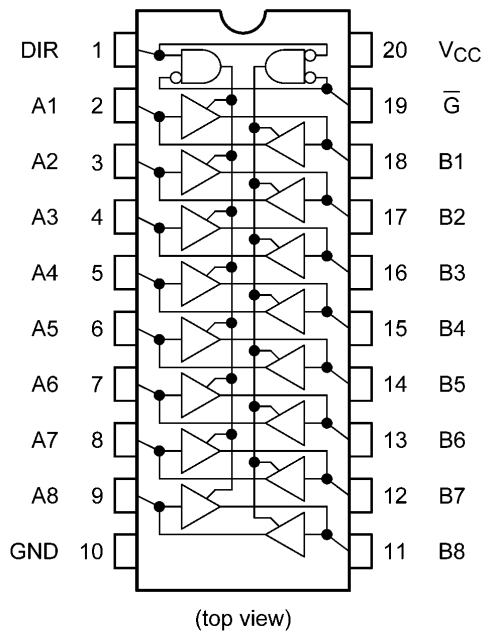 DIR 1 20 VCC
A1 2 19 G̅
A2 3 18 B1
A3 4 17 B2
A4 5 16 B3
A5 6 15 B4
A6 7 14 B5
A7 8 13 B6
A8 9 12 B7
GND 10 11 B8
(top view)